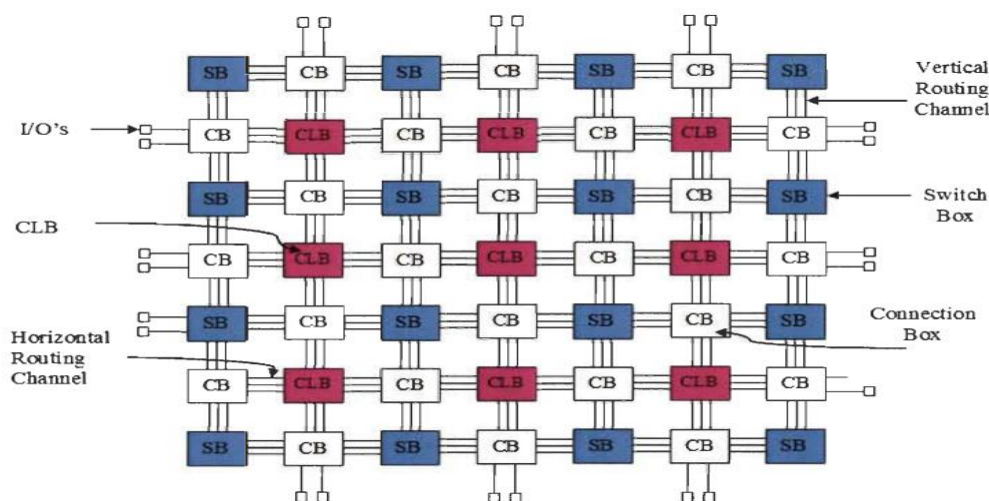 SB CB SB CB SB CB SB
Vertical
Routing
Channel
I/O's
CB CLB CB CLB CB CLB CB
SB CB SB CB SB CB SB
Switch
Box
CLB
CB CLB CB CLB CB CLB CB
SB CB SB CB SB CB SB
Connection
Box
Horizontal
Routing
Channel
CB CLB CB CLB CB CLB CB
SB CB SB CB SB CB SB